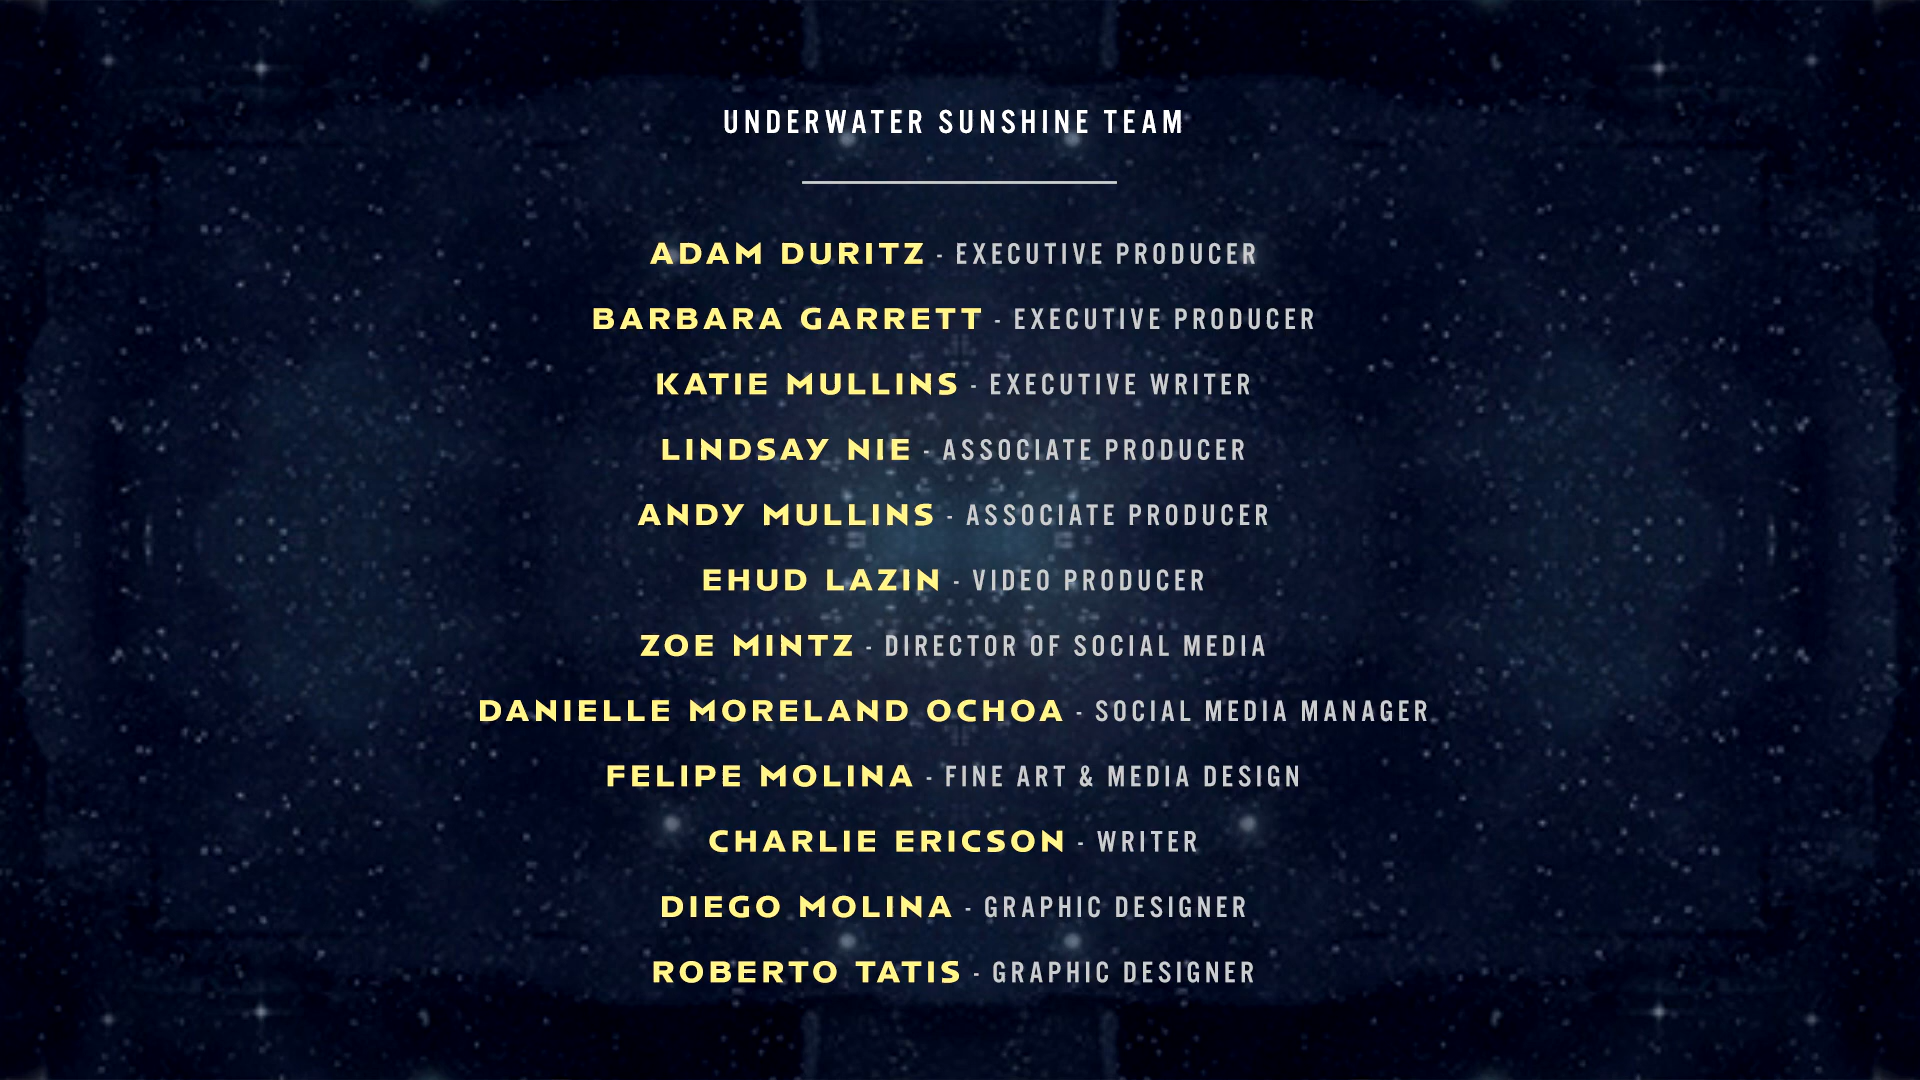 UNDERWATER SUNSHINE TEAM
ADAM DURITZ - EXECUTIVE PRODUCER
BARBARA GARRETT - EXECUTIVE PRODUCER
KATIE MULLINS - EXECUTIVE WRITER
LINDSAY NIE - ASSOCIATE PRODUCER
ANDY MULLINS - ASSOCIATE PRODUCER
EHUD LAZIN - VIDEO PRODUCER
ZOE MINTZ - DIRECTOR OF SOCIAL MEDIA
DANIELLE MORELAND OCHOA - SOCIAL MEDIA MANAGER
FELIPE MOLINA - FINE ART & MEDIA DESIGN
CHARLIE ERICSON - WRITER
DIEGO MOLINA - GRAPHIC DESIGNER
ROBERTO TATIS - GRAPHIC DESIGNER